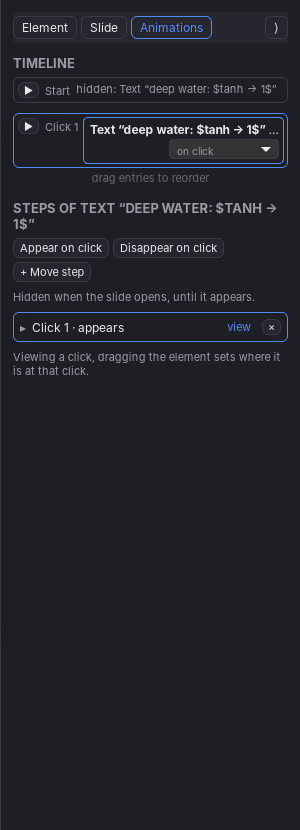 Element Slide Animations ⟩
TIMELINE
▶ Start hidden: Text “deep water: $tanh → 1$”
▶ Click 1 Text “deep water: $tanh → 1$” ...
on click
drag entries to reorder
STEPS OF TEXT “DEEP WATER: $TANH →
1$”
Appear on click Disappear on click
+ Move step
Hidden when the slide opens, until it appears.
▸ Click 1 · appears view ×
Viewing a click, dragging the element sets where it
is at that click.